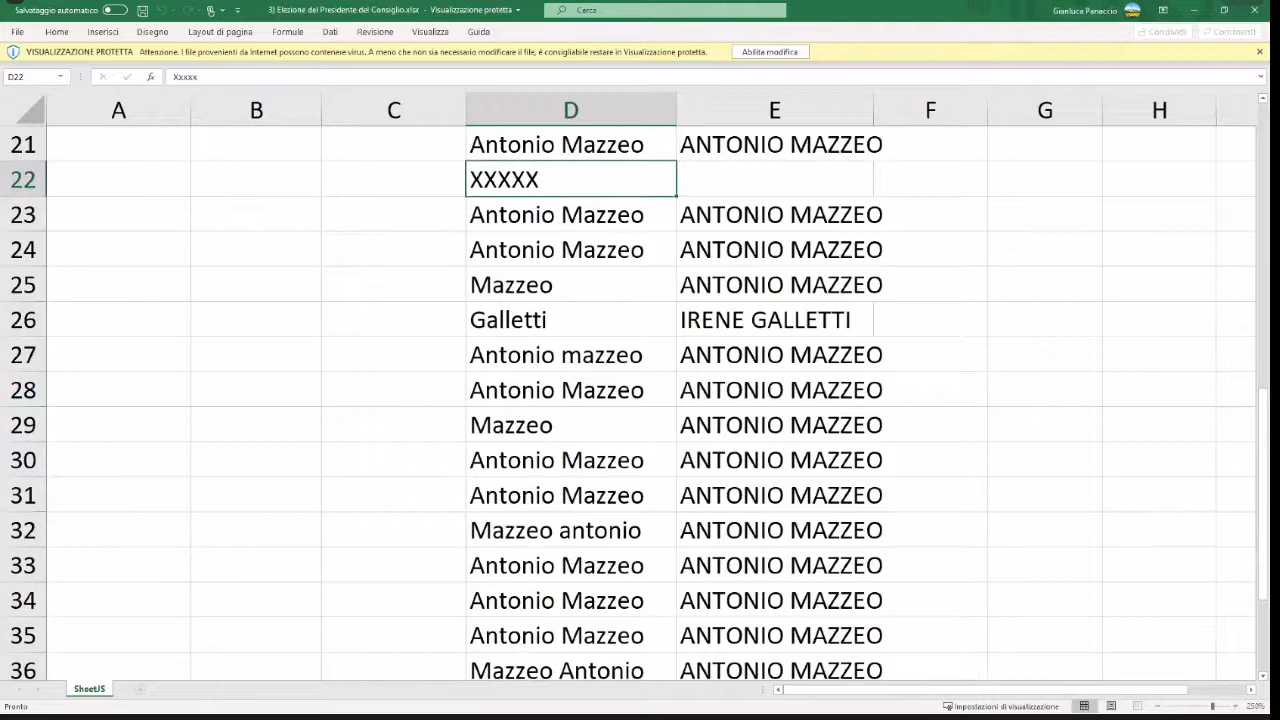 Salvataggio automatico
3) Elezione del Presidente del Consiglio.xlsx - Visualizzazione protetta
Cerca
Gianluca Panaccio
File Home Inserisci Disegno Layout di pagina Formule Dati Revisione Visualizza Guida
Condividi Commenti
VISUALIZZAZIONE PROTETTA Attenzione. I file provenienti da Internet possono contenere virus. A meno che non sia necessario modificare il file, è consigliabile restare in Visualizzazione protetta. Abilita modifica
D22 fx Xxxxx
A B C D E F G H
21 Antonio Mazzeo ANTONIO MAZZEO
22 XXXXX
23 Antonio Mazzeo ANTONIO MAZZEO
24 Antonio Mazzeo ANTONIO MAZZEO
25 Mazzeo ANTONIO MAZZEO
26 Galletti IRENE GALLETTI
27 Antonio mazzeo ANTONIO MAZZEO
28 Antonio Mazzeo ANTONIO MAZZEO
29 Mazzeo ANTONIO MAZZEO
30 Antonio Mazzeo ANTONIO MAZZEO
31 Antonio Mazzeo ANTONIO MAZZEO
32 Mazzeo antonio ANTONIO MAZZEO
33 Antonio Mazzeo ANTONIO MAZZEO
34 Antonio Mazzeo ANTONIO MAZZEO
35 Antonio Mazzeo ANTONIO MAZZEO
36 Mazzeo Antonio ANTONIO MAZZEO
SheetJS
Pronto
Impostazioni di visualizzazione
250%